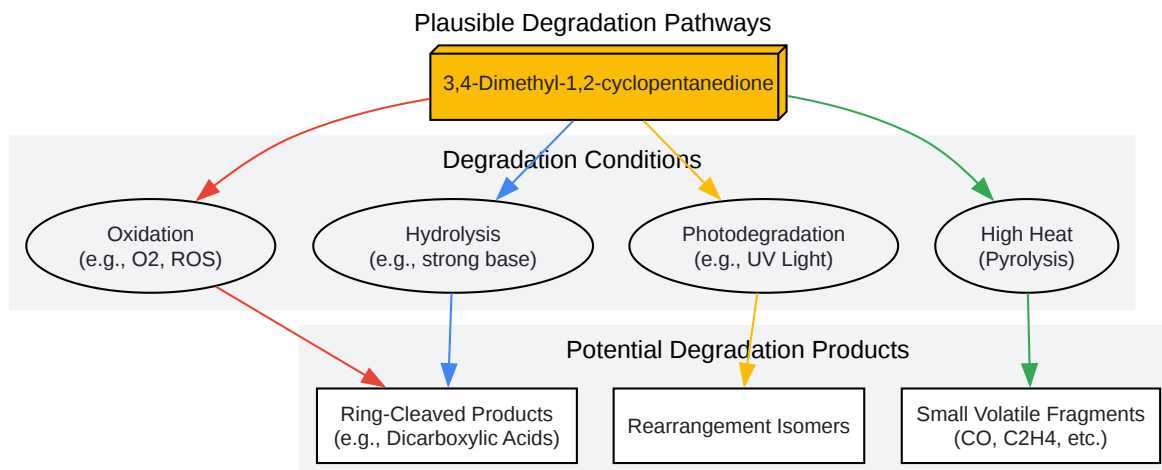 Plausible Degradation Pathways
3,4-Dimethyl-1,2-cyclopentanedione
Degradation Conditions
Oxidation
(e.g., O2, ROS)
Hydrolysis
(e.g., strong base)
Photodegradation
(e.g., UV Light)
High Heat
(Pyrolysis)
Potential Degradation Products
Ring-Cleaved Products
(e.g., Dicarboxylic Acids)
Rearrangement Isomers
Small Volatile Fragments
(CO, C2H4, etc.)